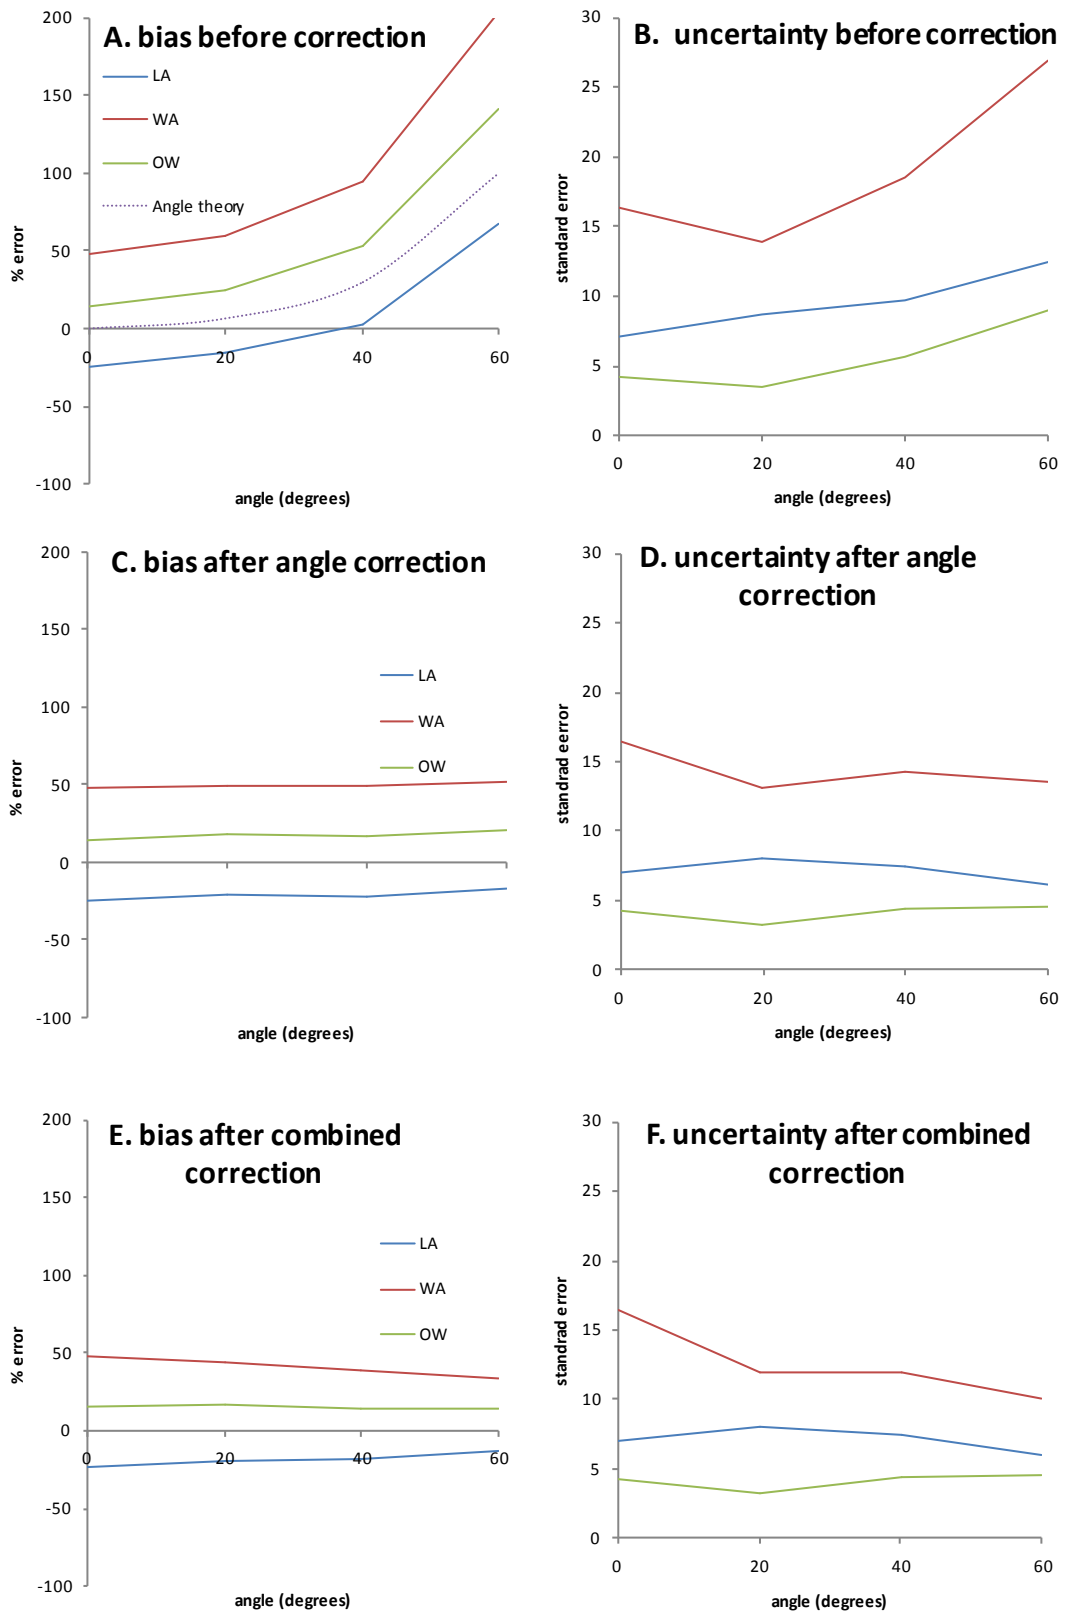 A. bias before correction
200
150
100
50
0
-50
-100
% error
LA
WA
OW
Angle theory
0
20
40
60
angle (degrees)
B. uncertainty before correction
30
25
20
15
10
5
0
standard error
0
20
40
60
angle (degrees)
C. bias after angle correction
200
150
100
50
0
-50
-100
% error
LA
WA
OW
angle (degrees)
D. uncertainty after angle
correction
30
25
20
15
10
5
0
standrad eerror
0
20
40
60
angle (degrees)
E. bias after combined
correction
200
150
100
50
0
-50
-100
% error
LA
WA
OW
0
20
40
60
angle (degrees)
F. uncertainty after combined
correction
30
25
20
15
10
5
0
standrad error
0
20
40
60
angle (degrees)